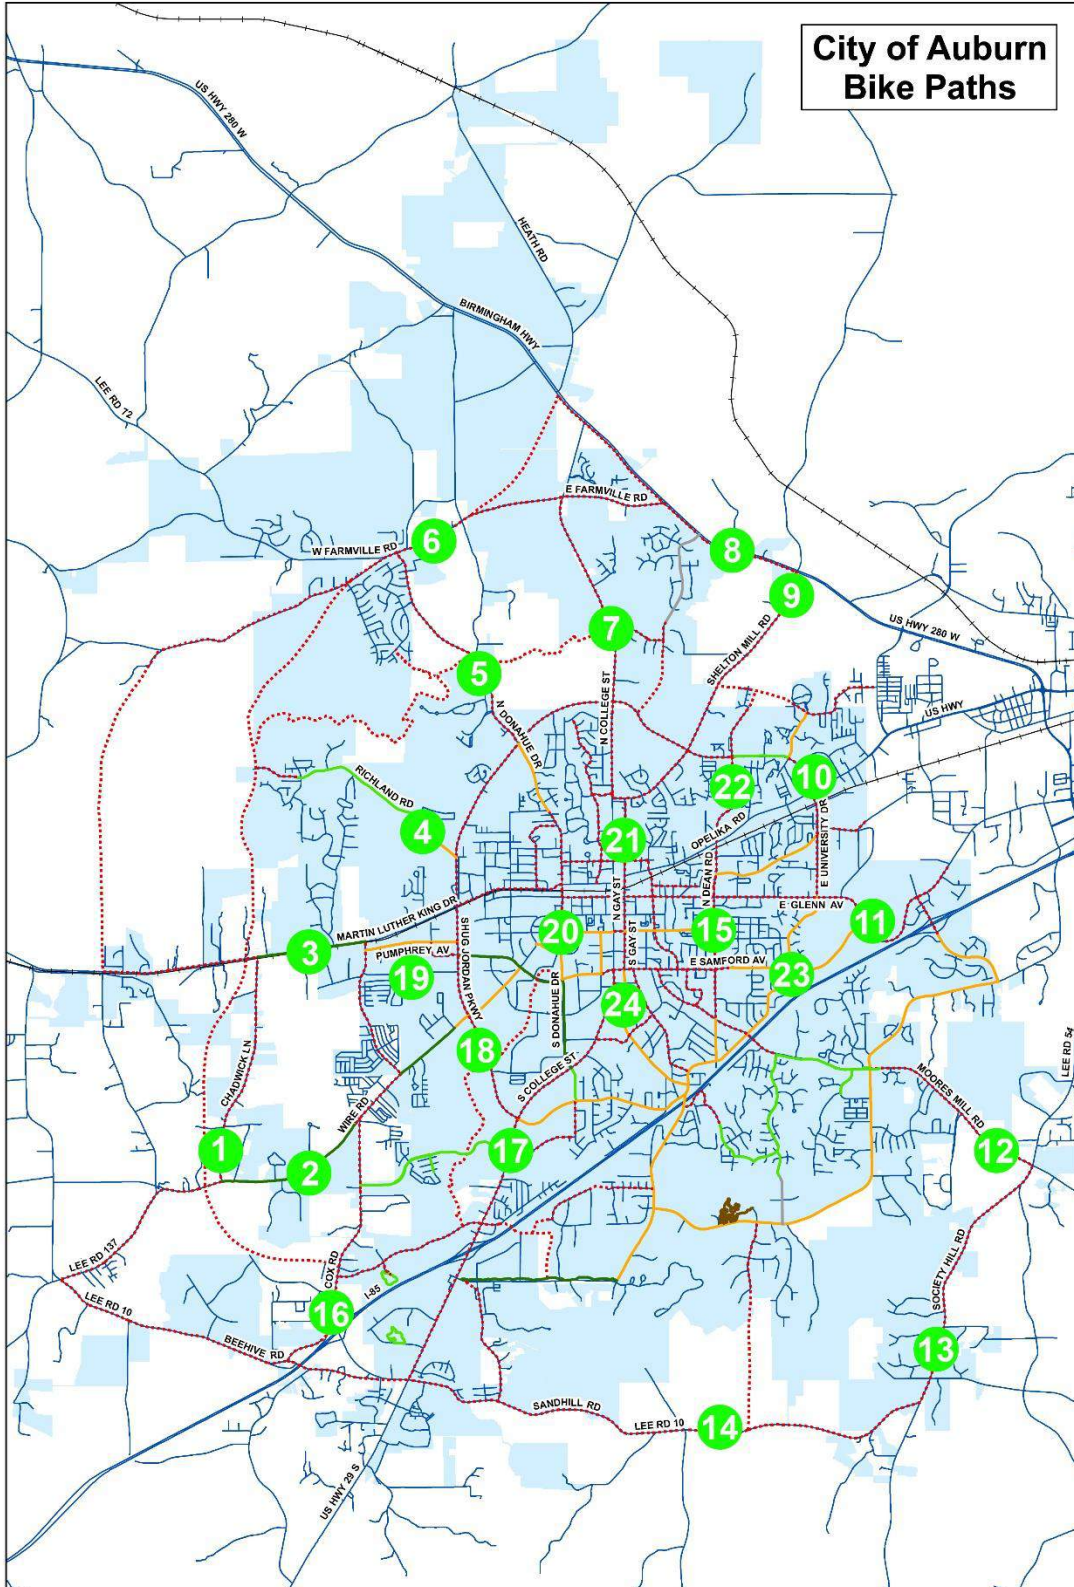 City of Auburn
Bike Paths
US HWY 280 W
HEATH RD
BIRMINGHAM HWY
LEE RD 72
E FARMVILLE RD
W FARMVILLE RD
6
8
9
7
5
US HWY 280 W
SHELTON MILL RD
N COLLEGE ST
N DONAHUE DR
US HWY
RICHLAND RD
10
22
4
21
OPELIKA RD
E UNIVERSITY DR
N DEAN RD
N GAY ST
E GLENN AV
MARTIN LUTHER KING DR
11
3
20
15
SHUG JORDAN PKWY
PUMPHREY AV
S GAY ST
E SAMFORD AV
19
23
S DONAHUE DR
24
18
CHADWICK LN
S COLLEGE ST
LEE RD 54
MOORES MILL RD
WIRE RD
1
2
17
12
LEE RD 137
COX RD
I-85
SOCIETY HILL RD
LEE RD 10
16
BEEHIVE RD
13
SANDHILL RD
LEE RD 10
14
US HWY 29 S